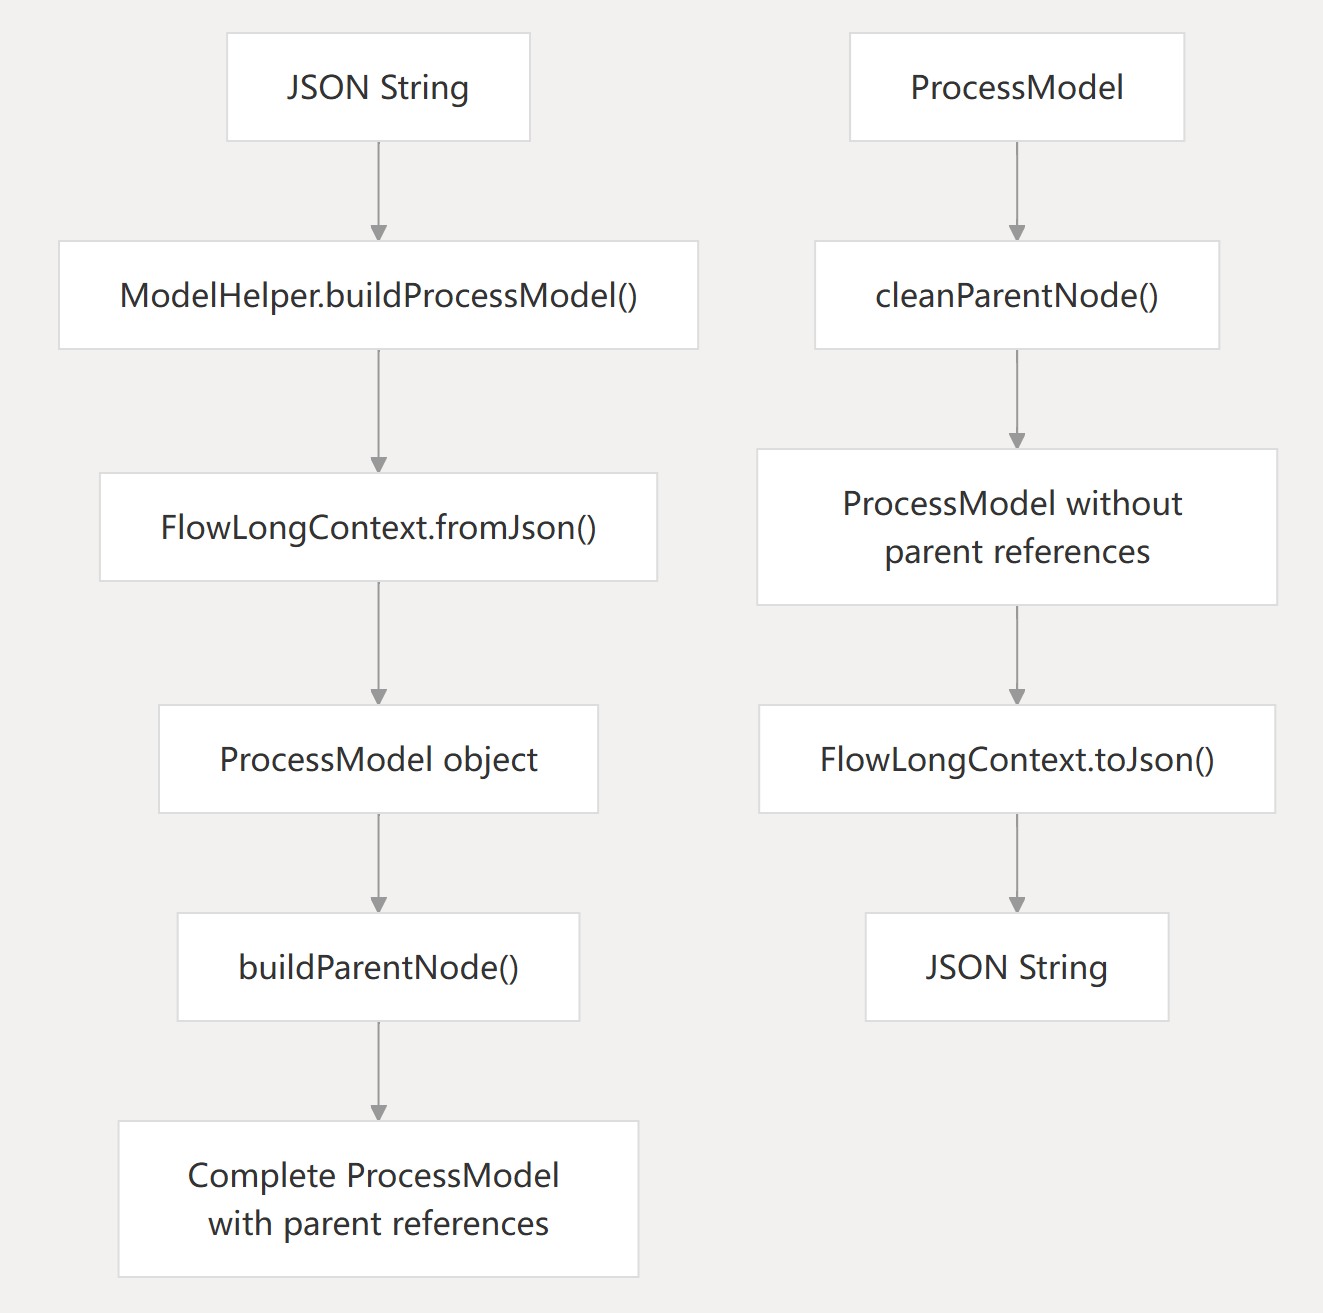 JSON String
ModelHelper.buildProcessModel()
FlowLongContext.fromJson()
ProcessModel object
buildParentNode()
Complete ProcessModel
with parent references
ProcessModel
cleanParentNode()
ProcessModel without
parent references
FlowLongContext.toJson()
JSON String